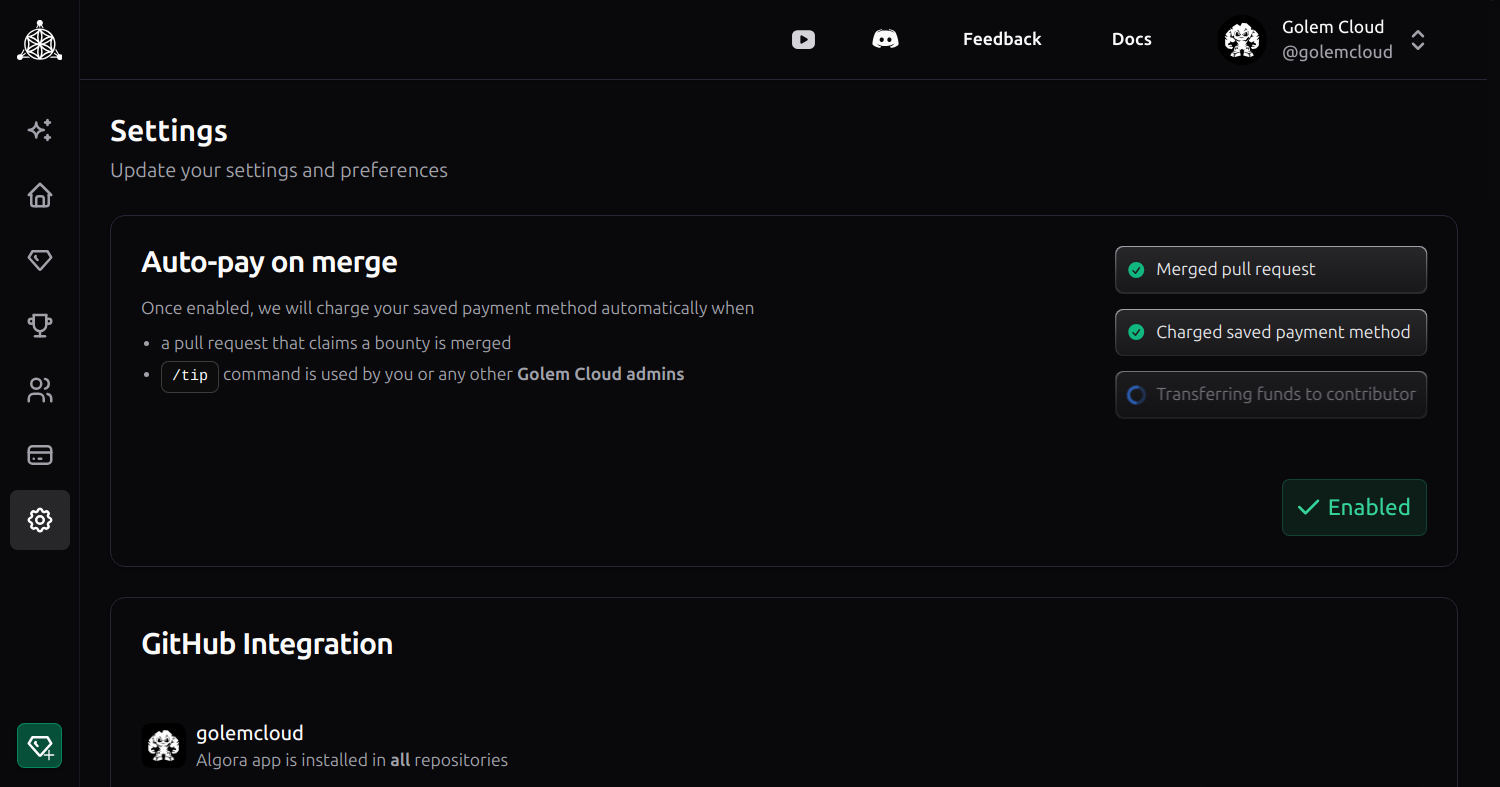 Feedback
Docs
Golem Cloud
@golemcloud
Settings
Update your settings and preferences
Auto-pay on merge
Once enabled, we will charge your saved payment method automatically when
• a pull request that claims a bounty is merged
• /tip command is used by you or any other Golem Cloud admins
Merged pull request
Charged saved payment method
Transferring funds to contributor
Enabled
GitHub Integration
golemcloud
Algora app is installed in all repositories